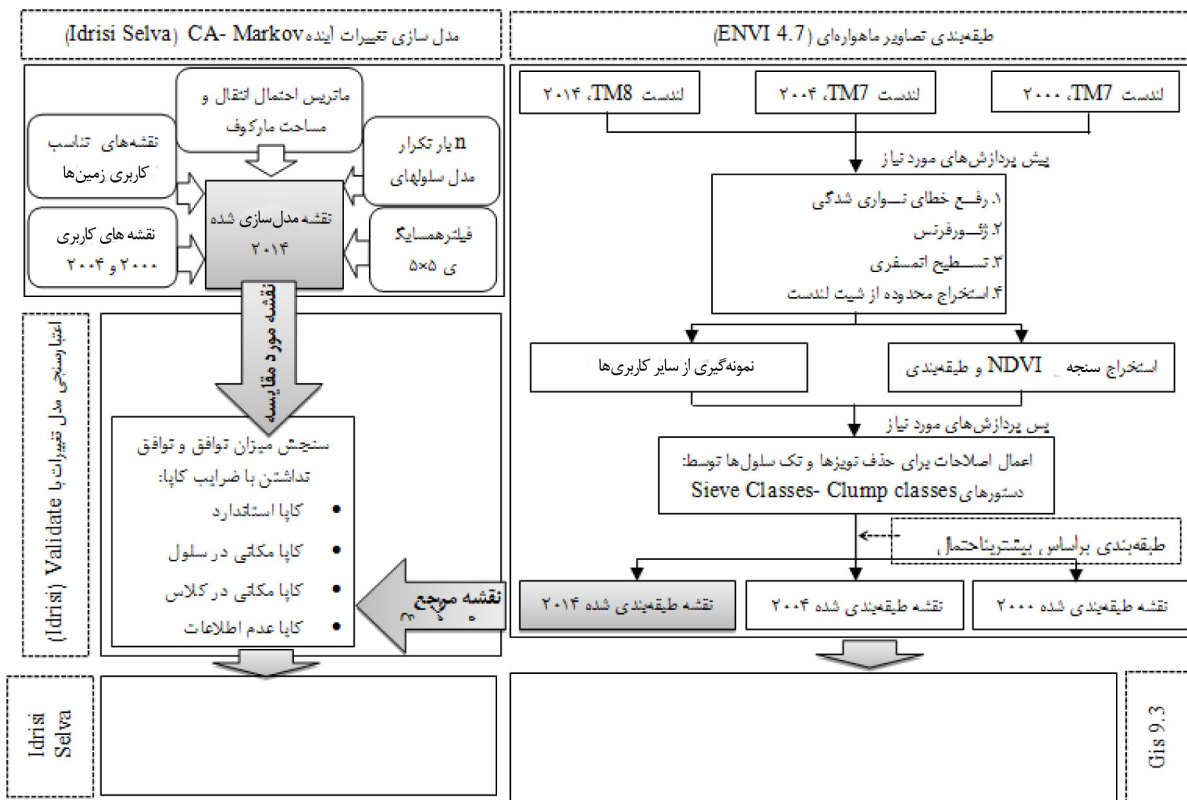 طبقه‌بندی تصاویر ماهواره‌ای (ENVI 4.7)
لندست TM7، ۲۰۰۰
لندست TM7، ۲۰۰۴
لندست TM8، ۲۰۱۴
پیش پردازش‌های مورد نیاز
۱. رفــع خطای نــواری شدگی
۲. ژئــورفرنس
۳. تســطیح اتمسفری
۴. استخراج محدوده از شیت لندست
استخراج سنجه NDVI و طبقه‌بندی
نمونه‌گیری از سایر کاربری‌ها
پس پردازش‌های مورد نیاز
اعمال اصلاحات برای حذف نویزها و تک سلول‌ها توسط:
دستورهای Sieve Classes- Clump classes
طبقه‌بندی براساس بیشتریناحتمال
نقشه طبقه‌بندی شده ۲۰۰۰
نقشه طبقه‌بندی شده ۲۰۰۴
نقشه طبقه‌بندی شده ۲۰۱۴
Gis 9.3
مدل سازی تغییرات آینده CA- Markov (Idrisi Selva)
ماتریس احتمال انتقال و
مساحت مارکوف
n بار تکرار
مدل سلولهای
نقشه‌های تناسب
کاربری زمین‌ها
نقشه مدل‌سازی شده
۲۰۱۴
فیلترهمسایگ
ی ۵×۵
نقشه های کاربری
۲۰۰۰ و ۲۰۰۴
نقشه مورد مقایسه
اعتبارسنجی مدل تغییرات با Validate (Idrisi)
سنجش میزان توافق و توافق
نداشتن با ضرایب کاپا:
• کاپا استاندارد
• کاپا مکانی در سلول
• کاپا مکانی در کلاس
• کاپا عدم اطلاعات
نقشه مرجع
Idrisi
Selva